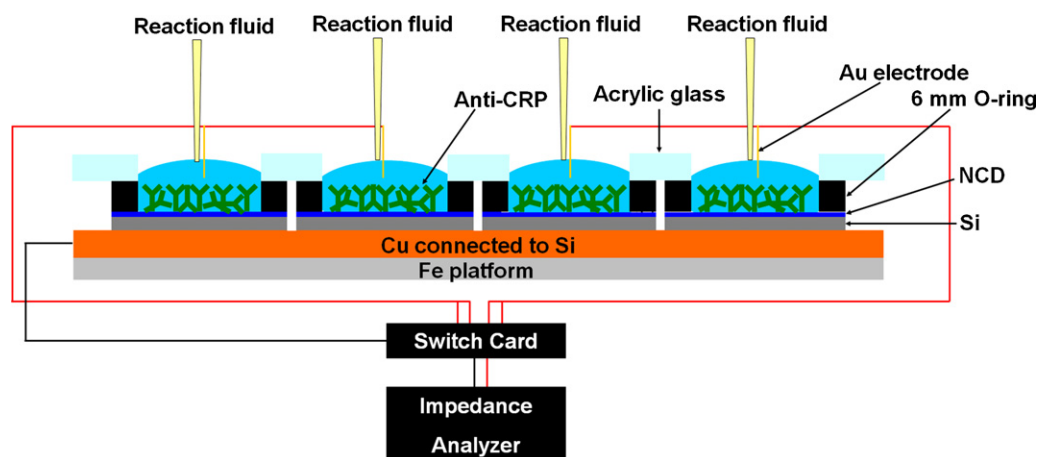 Reaction fluid
Reaction fluid
Reaction fluid
Reaction fluid
Au electrode
Anti-CRP
Acrylic glass
6 mm O-ring
NCD
Si
Cu connected to Si
Fe platform
Switch Card
Impedance
Analyzer